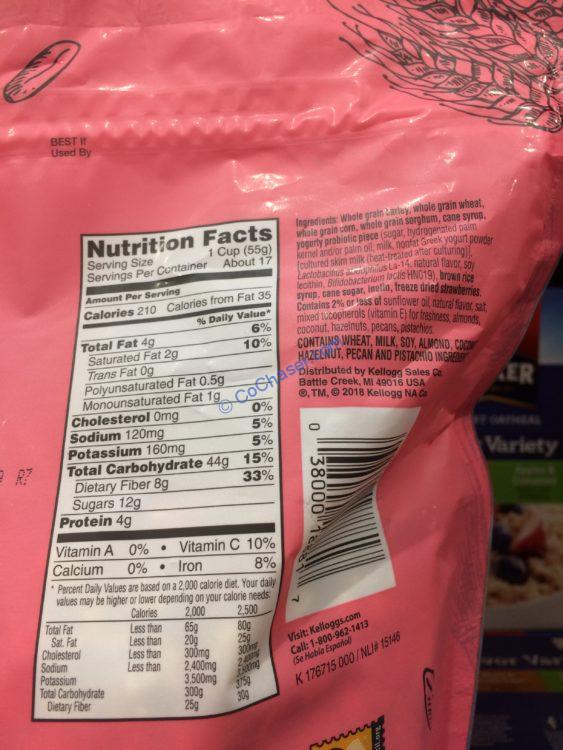 BEST If
Used By
Nutrition Facts
Serving Size 1 Cup (55g)
Servings Per Container About 17
Amount Per Serving
Calories 210 Calories from Fat 35
% Daily Value*
Total Fat 4g 6%
Saturated Fat 2g 10%
Trans Fat 0g
Polyunsaturated Fat 0.5g
Monounsaturated Fat 1g
Cholesterol 0mg 0%
Sodium 120mg 5%
Potassium 160mg 5%
Total Carbohydrate 44g 15%
Dietary Fiber 8g 33%
Sugars 12g
Protein 4g
Vitamin A 0% • Vitamin C 10%
Calcium 0% • Iron 8%
* Percent Daily Values are based on a 2,000 calorie diet. Your daily
values may be higher or lower depending on your calorie needs:
Calories 2,000 2,500
Total Fat Less than 65g 80g
Sat. Fat Less than 20g 25g
Cholesterol Less than 300mg 300mg
Sodium Less than 2,400mg 2,400mg
Potassium 3,500mg 3,500mg
Total Carbohydrate 300g 375g
Dietary Fiber 25g 30g
Ingredients: Whole grain barley, whole grain wheat,
whole grain corn, whole grain sorghum, cane syrup,
yogurty probiotic piece (sugar, hydrogenated palm
kernel and/or palm oil, milk, nonfat Greek yogurt powder
[cultured skim milk (heat-treated after culturing)],
Lactobacillus acidophilus La-14, natural flavor, soy
lecithin, Bifidobacterium lactis HN019), brown rice
syrup, cane sugar, inulin, freeze dried strawberries.
Contains 2% or less of sunflower oil, natural flavor, salt,
mixed tocopherols (vitamin E) for freshness, almonds,
coconut, hazelnuts, pecans, pistachios.
CONTAINS WHEAT, MILK, SOY, ALMOND,
HAZELNUT, PECAN AND PISTACHIO
Distributed by Kellogg Sales Co.
Battle Creek, MI 49016 USA
®, TM, © 2018 Kellogg NA Co.
© CoChaser.com
0 38000
7
Visit: Kelloggs.com
Call: 1-800-962-1413
(Se Habla Español)
K 176715 000 / NLI# 15146
R7
Variety